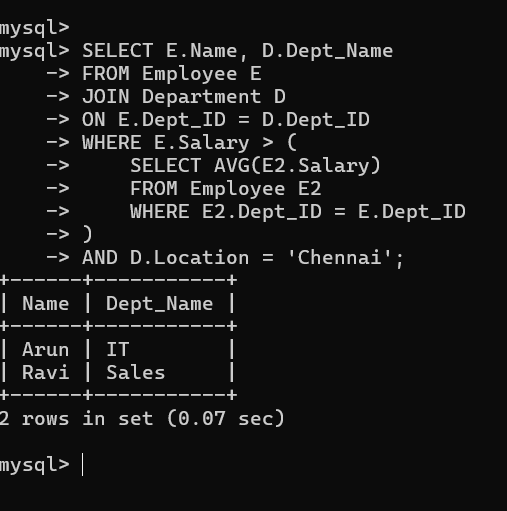 mysql>
mysql> SELECT E.Name, D.Dept_Name
    -> FROM Employee E
    -> JOIN Department D
    -> ON E.Dept_ID = D.Dept_ID
    -> WHERE E.Salary > (
    ->     SELECT AVG(E2.Salary)
    ->     FROM Employee E2
    ->     WHERE E2.Dept_ID = E.Dept_ID
    -> )
    -> AND D.Location = 'Chennai';
+------+-----------+
| Name | Dept_Name |
+------+-----------+
| Arun | IT        |
| Ravi | Sales     |
+------+-----------+
2 rows in set (0.07 sec)

mysql>